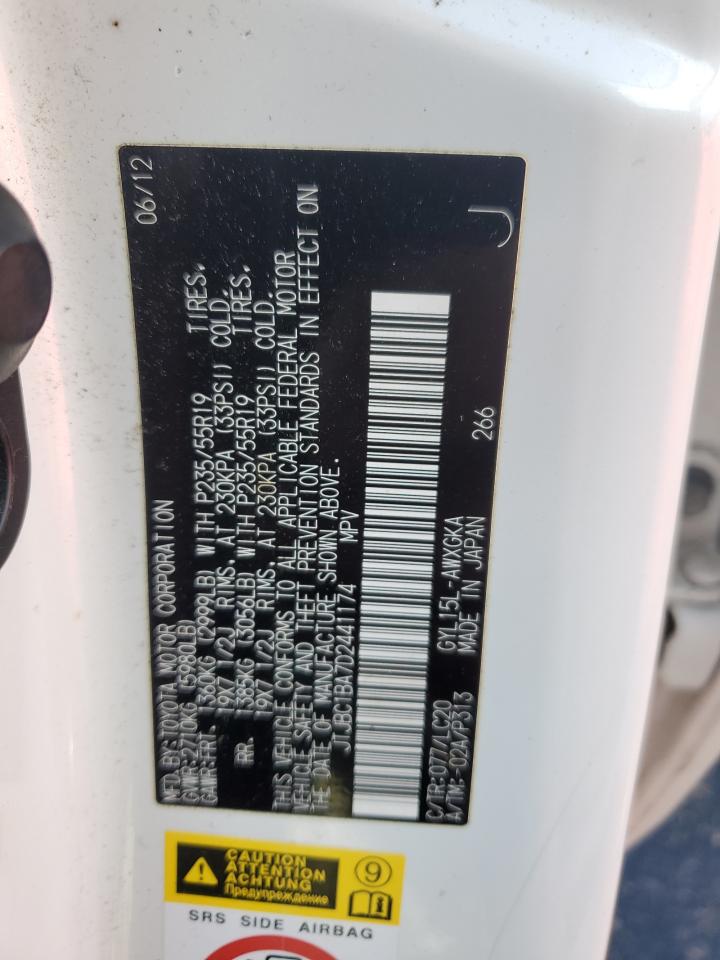 MFD.BY:TOYOTA MOTOR CORPORATION 06/12
GVWR:2710KG (5980LB)
GAWR:FRT. 1360KG (2999LB) WITH P235/55R19 TIRES,
19X7 1/2J RIMS, AT 230KPA (33PSI) COLD.
RR. 1385KG (3056LB) WITH P235/55R19 TIRES,
19X7 1/2J RIMS, AT 230KPA (33PSI) COLD.
THIS VEHICLE CONFORMS TO ALL APPLICABLE FEDERAL MOTOR
VEHICLE SAFETY AND THEFT PREVENTION STANDARDS IN EFFECT ON
THE DATE OF MANUFACTURE SHOWN ABOVE.
JTJBC1BA7D2441174 MPV
C/TR:077/LC20 GYL15L-AWXGKA 266
A/TM:-02A/P313 MADE IN JAPAN J
CAUTION
ATTENTION
ACHTUNG
Предупреждение
9
SRS SIDE AIRBAG